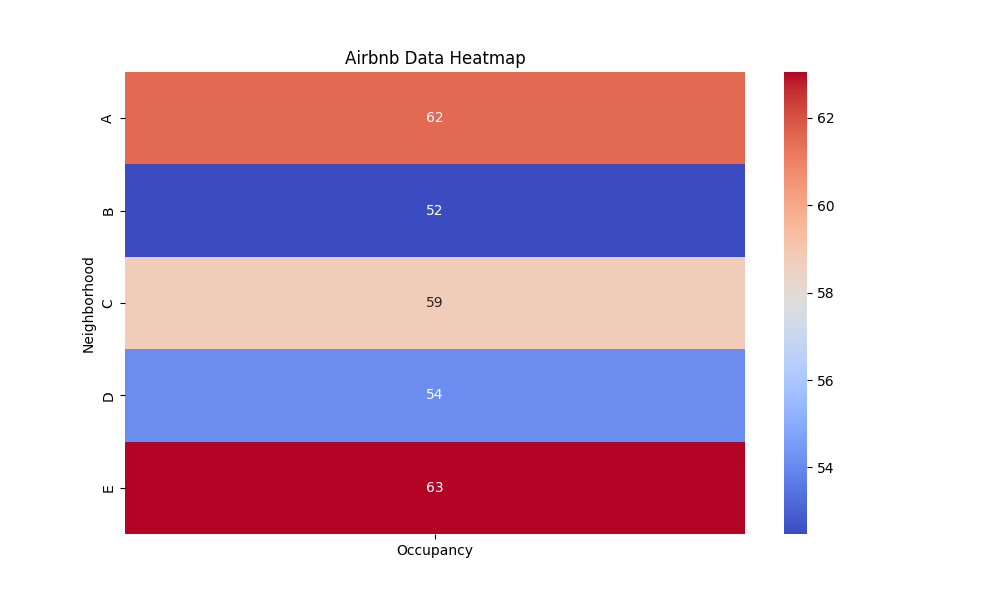 Airbnb Data Heatmap
Neighborhood
A
62
B
52
C
59
D
54
E
63
Occupancy
62
60
58
56
54